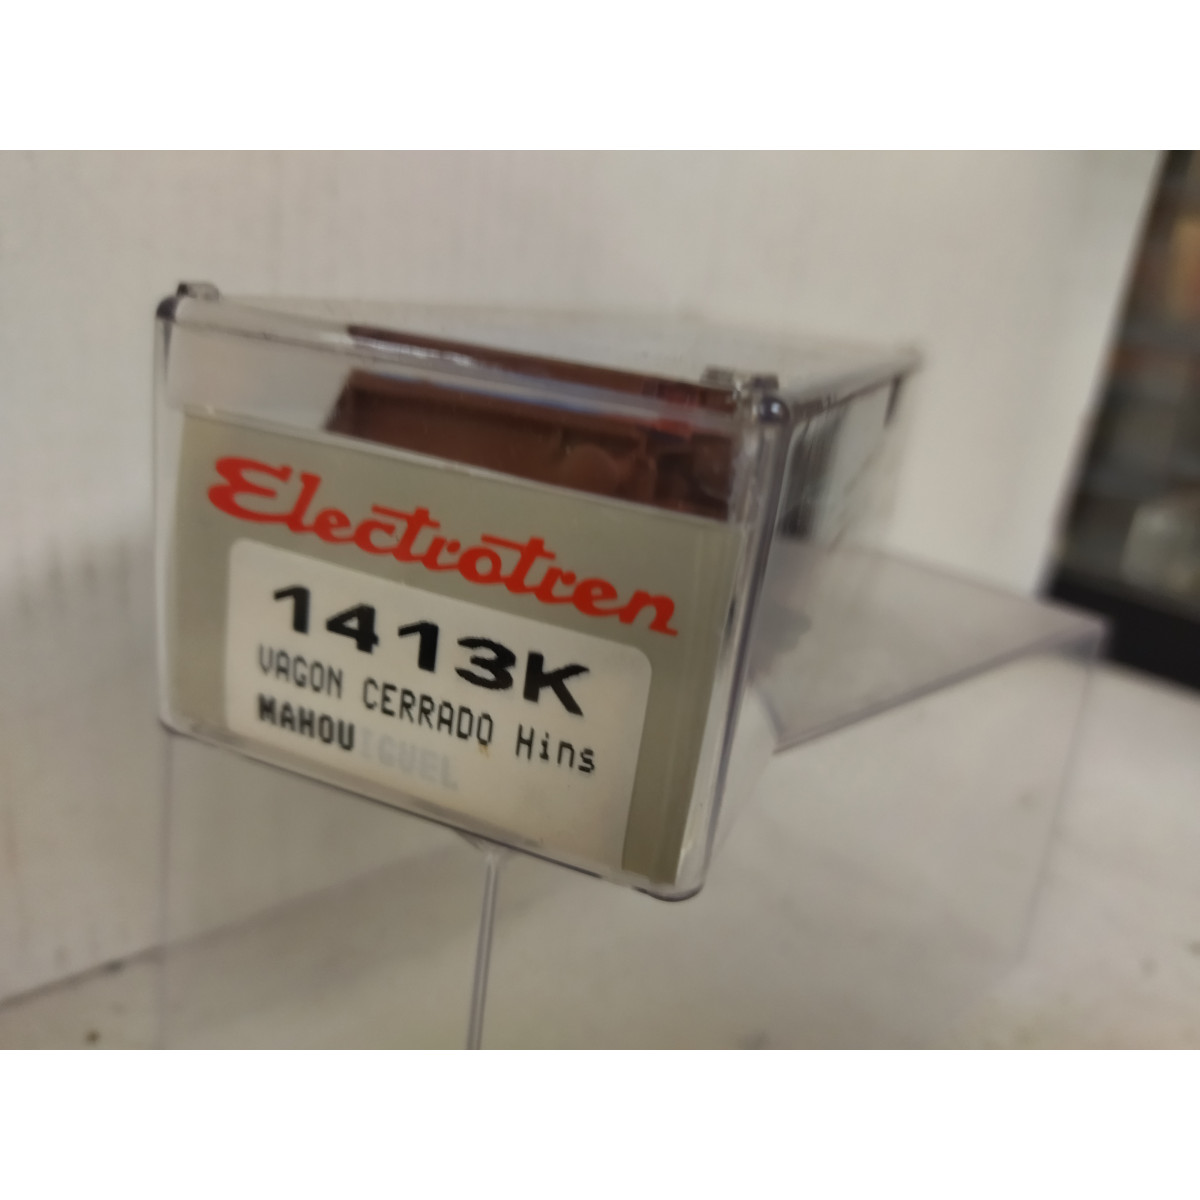 Electrotren
1413K
VAGON CERRADO Hins
MAHOU